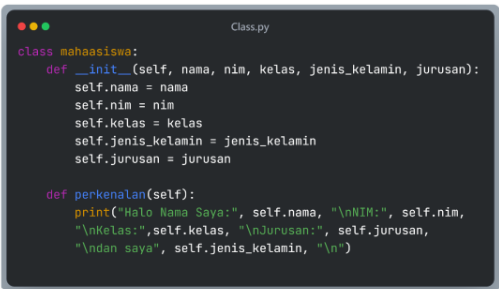 Class.py
class mahaasiswa:
    def __init__(self, nama, nim, kelas, jenis_kelamin, jurusan):
        self.nama = nama
        self.nim = nim
        self.kelas = kelas
        self.jenis_kelamin = jenis_kelamin
        self.jurusan = jurusan
    def perkenalan(self):
        print("Halo Nama Saya:", self.nama, "\nNIM:", self.nim,
        "\nKelas:",self.kelas, "\nJurusan:", self.jurusan,
        "\ndan saya", self.jenis_kelamin, "\n")